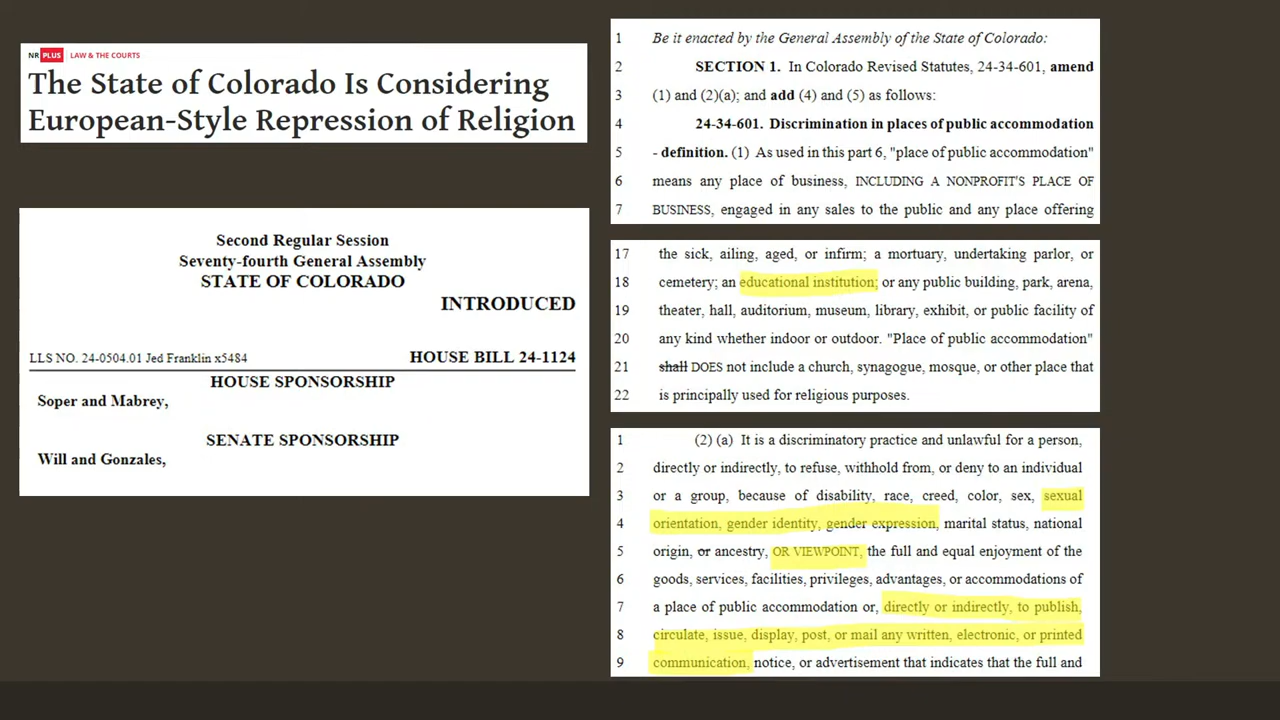 NR PLUS LAW & THE COURTS
The State of Colorado Is Considering
European-Style Repression of Religion
Second Regular Session
Seventy-fourth General Assembly
STATE OF COLORADO
INTRODUCED
LLS NO. 24-0504.01 Jed Franklin x5484 HOUSE BILL 24-1124
HOUSE SPONSORSHIP
Soper and Mabrey,
SENATE SPONSORSHIP
Will and Gonzales,
1 Be it enacted by the General Assembly of the State of Colorado:
2 SECTION 1. In Colorado Revised Statutes, 24-34-601, amend
3 (1) and (2)(a); and add (4) and (5) as follows:
4 24-34-601. Discrimination in places of public accommodation
5 - definition. (1) As used in this part 6, "place of public accommodation"
6 means any place of business, INCLUDING A NONPROFIT'S PLACE OF
7 BUSINESS, engaged in any sales to the public and any place offering
17 the sick, ailing, aged, or infirm; a mortuary, undertaking parlor, or
18 cemetery; an educational institution; or any public building, park, arena,
19 theater, hall, auditorium, museum, library, exhibit, or public facility of
20 any kind whether indoor or outdoor. "Place of public accommodation"
21 shall DOES not include a church, synagogue, mosque, or other place that
22 is principally used for religious purposes.
1 (2) (a) It is a discriminatory practice and unlawful for a person,
2 directly or indirectly, to refuse, withhold from, or deny to an individual
3 or a group, because of disability, race, creed, color, sex, sexual
4 orientation, gender identity, gender expression, marital status, national
5 origin, or ancestry, OR VIEWPOINT, the full and equal enjoyment of the
6 goods, services, facilities, privileges, advantages, or accommodations of
7 a place of public accommodation or, directly or indirectly, to publish,
8 circulate, issue, display, post, or mail any written, electronic, or printed
9 communication, notice, or advertisement that indicates that the full and